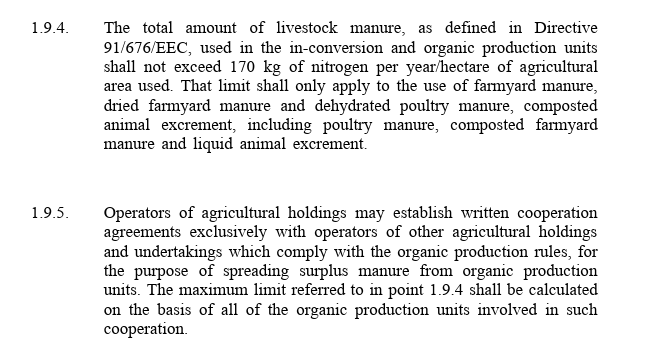 1.9.4. The total amount of livestock manure, as defined in Directive
91/676/EEC, used in the in-conversion and organic production units
shall not exceed 170 kg of nitrogen per year/hectare of agricultural
area used. That limit shall only apply to the use of farmyard manure,
dried farmyard manure and dehydrated poultry manure, composted
animal excrement, including poultry manure, composted farmyard
manure and liquid animal excrement.
1.9.5. Operators of agricultural holdings may establish written cooperation
agreements exclusively with operators of other agricultural holdings
and undertakings which comply with the organic production rules, for
the purpose of spreading surplus manure from organic production
units. The maximum limit referred to in point 1.9.4 shall be calculated
on the basis of all of the organic production units involved in such
cooperation.